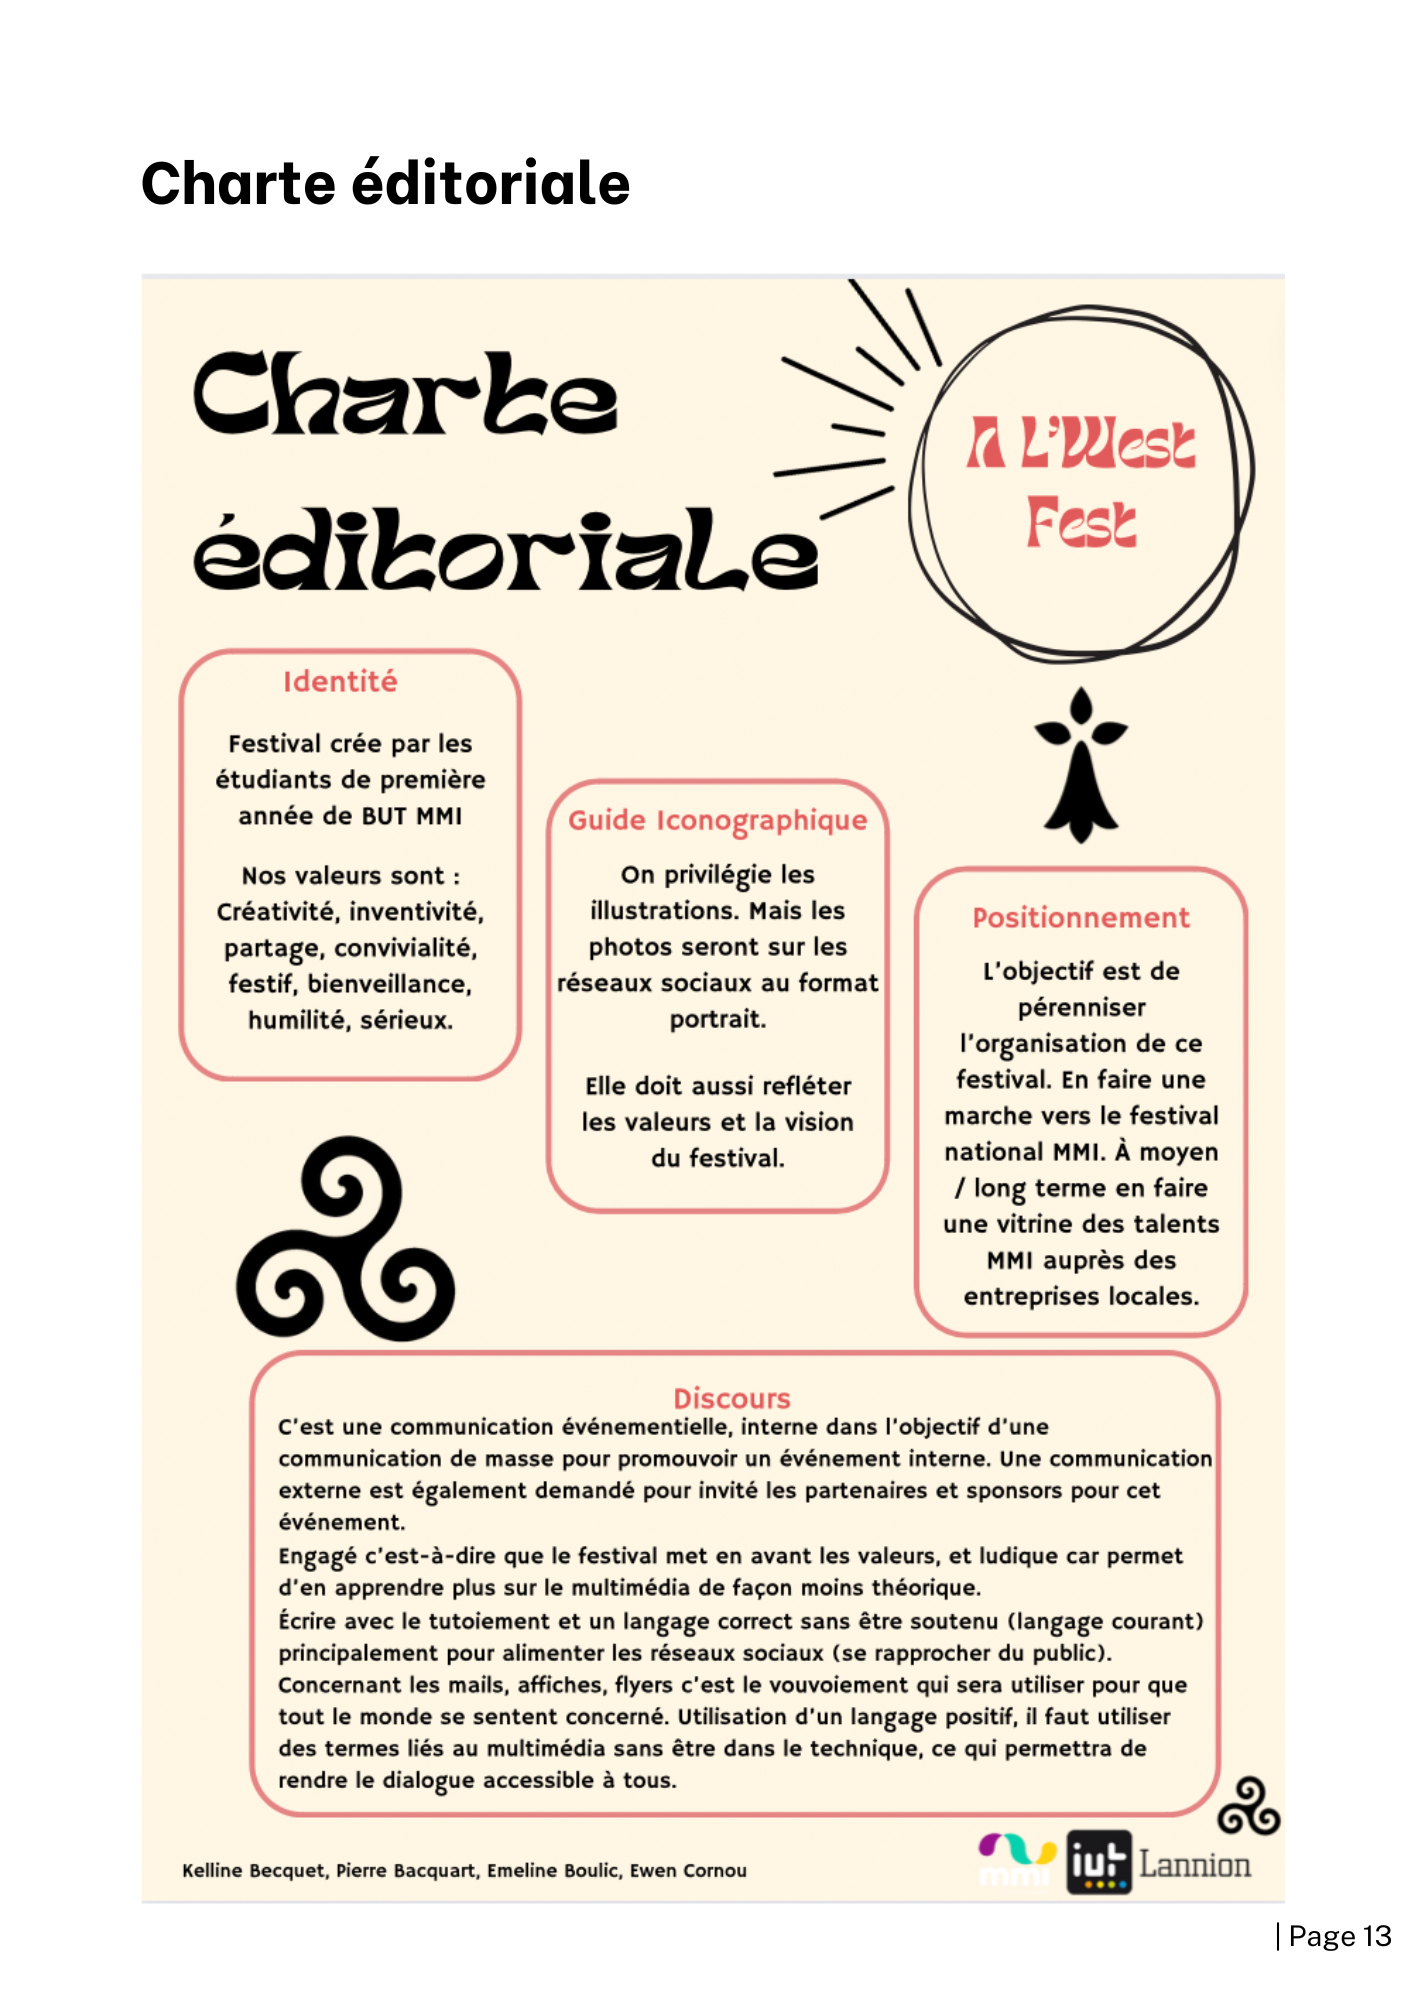 Charte éditoriale
Charte
éditoriale
A L'West
Fest
Identité
Festival crée par les
étudiants de première
année de BUT MMI
Nos valeurs sont :
Créativité, inventivité,
partage, convivialité,
festif, bienveillance,
humilité, sérieux.
Guide Iconographique
On privilégie les
illustrations. Mais les
photos seront sur les
réseaux sociaux au format
portrait.
Elle doit aussi refléter
les valeurs et la vision
du festival.
Positionnement
L'objectif est de
pérenniser
l'organisation de ce
festival. En faire une
marche vers le festival
national MMI. À moyen
/ long terme en faire
une vitrine des talents
MMI auprès des
entreprises locales.
Discours
C'est une communication événementielle, interne dans l'objectif d'une
communication de masse pour promouvoir un événement interne. Une communication
externe est également demandé pour invité les partenaires et sponsors pour cet
événement.
Engagé c'est-à-dire que le festival met en avant les valeurs, et ludique car permet
d'en apprendre plus sur le multimédia de façon moins théorique.
Écrire avec le tutoiement et un langage correct sans être soutenu (langage courant)
principalement pour alimenter les réseaux sociaux (se rapprocher du public).
Concernant les mails, affiches, flyers c'est le vouvoiement qui sera utiliser pour que
tout le monde se sentent concerné. Utilisation d'un langage positif, il faut utiliser
des termes liés au multimédia sans être dans le technique, ce qui permettra de
rendre le dialogue accessible à tous.
Kelline Becquet, Pierre Bacquart, Emeline Boulic, Ewen Cornou
mmi
iut Lannion
| Page 13